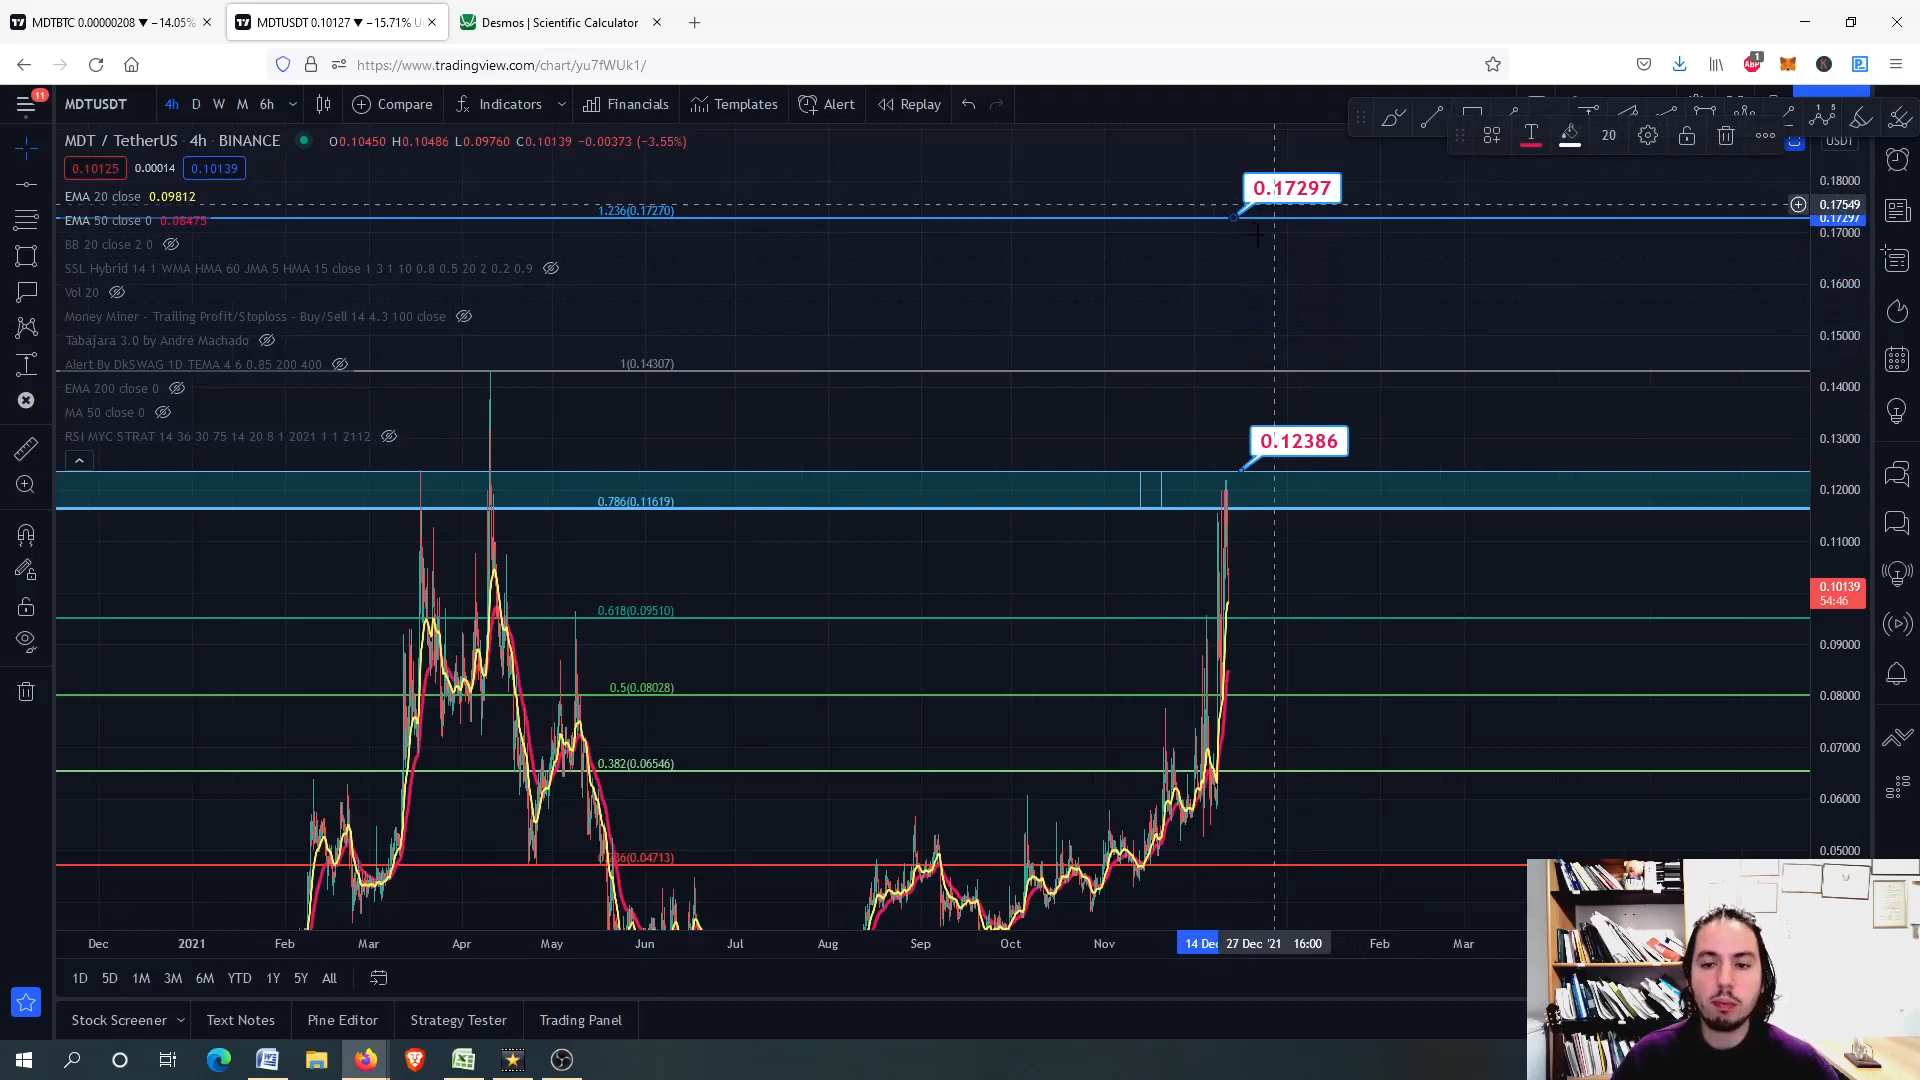 MDTBTC 0.00000208 ▼ −14.05%
MDTUSDT 0.10127 ▼ −15.71% U
Desmos | Scientific Calculator
https://www.tradingview.com/chart/yu7fWUk1/
1
11
MDTUSDT 4h D W M 6h Compare Indicators Financials Templates Alert Replay
20
MDT / TetherUS · 4h · BINANCE O0.10450 H0.10486 L0.09760 C0.10139 −0.00373 (−3.55%)
USDT
0.10125 0.00014 0.10139
EMA 20 close 0.09812
EMA 50 close 0 0.08475
BB 20 close 2 0
SSL Hybrid 14 1 WMA HMA 60 JMA 5 HMA 15 close 1 3 1 10 0.8 0.5 20 2 0.2 0.9
Vol 20
Money Miner - Trailing Profit/Stoploss - Buy/Sell 14 4.3 100 close
Tabajara 3.0 by André Machado
Alert By DkSWAG 1D TEMA 4 6 0.85 200 400
EMA 200 close 0
MA 50 close 0
RSI MYC STRAT 14 36 30 75 14 20 8 1 2021 1 1 2112
0.17297
0.12386
1.236(0.17270)
1(0.14307)
0.786(0.11619)
0.618(0.09510)
0.5(0.08028)
0.382(0.06546)
0.236(0.04713)
0.18000
0.17549
0.17297
0.17000
0.16000
0.15000
0.14000
0.13000
0.12000
0.11000
0.10139
54:46
0.09000
0.08000
0.07000
0.06000
0.05000
Dec 2021 Feb Mar Apr May Jun Jul Aug Sep Oct Nov 14 Dec 27 Dec '21 16:00 Feb Mar
1D 5D 1M 3M 6M YTD 1Y 5Y All
Stock Screener Text Notes Pine Editor Strategy Tester Trading Panel